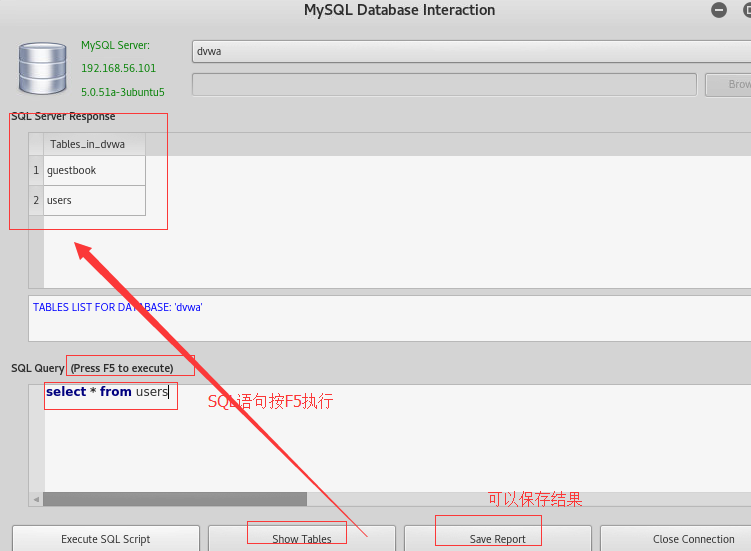 MySQL Database Interaction
MySQL Server:
192.168.56.101
5.0.51a-3ubuntu5
dvwa
Brow
SQL Server Response
Tables_in_dvwa
1 guestbook
2 users
TABLES LIST FOR DATABASE: 'dvwa'
SQL Query (Press F5 to execute)
select * from users
SQL语句按F5执行
可以保存结果
Execute SQL Script
Show Tables
Save Report
Close Connection